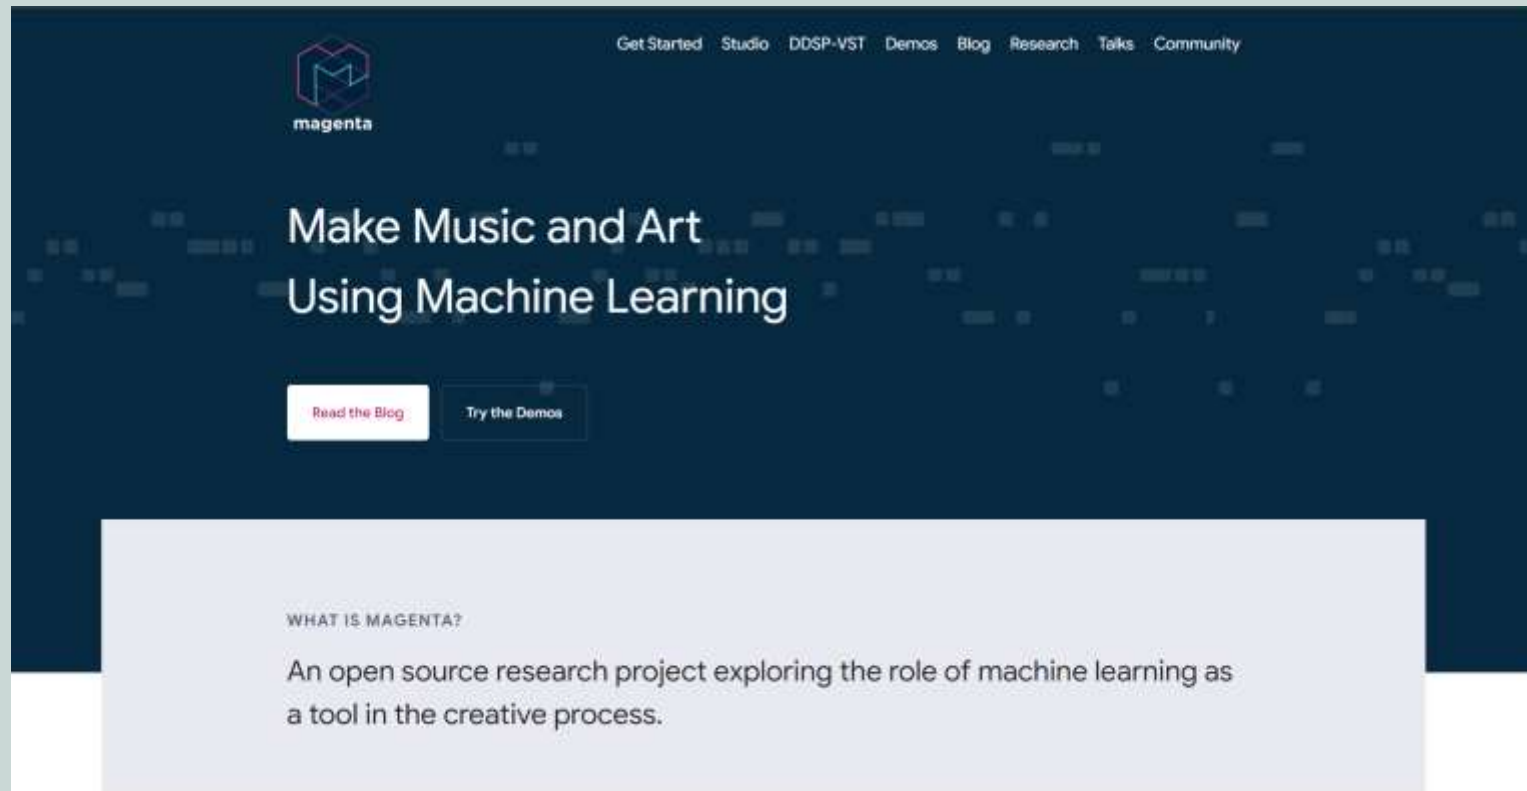 Get Started Studio DDSP-VST Demos Blog Research Talks Community
magenta
Make Music and Art
Using Machine Learning
Read the Blog Try the Demos
WHAT IS MAGENTA?
An open source research project exploring the role of machine learning as
a tool in the creative process.